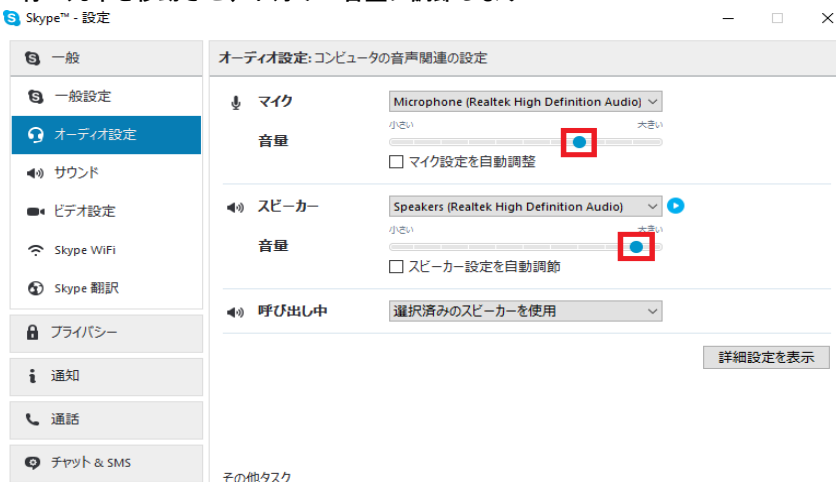 Skype™ - 設定
一般
オーディオ設定: コンピュータの音声関連の設定
一般設定
オーディオ設定
サウンド
ビデオ設定
Skype WiFi
Skype 翻訳
プライバシー
通知
通話
チャット & SMS
マイク
Microphone (Realtek High Definition Audio)
小さい
大きい
音量
マイク設定を自動調整
スピーカー
Speakers (Realtek High Definition Audio)
小さい
大きい
音量
スピーカー設定を自動調節
呼び出し中
選択済みのスピーカーを使用
詳細設定を表示
その他タスク